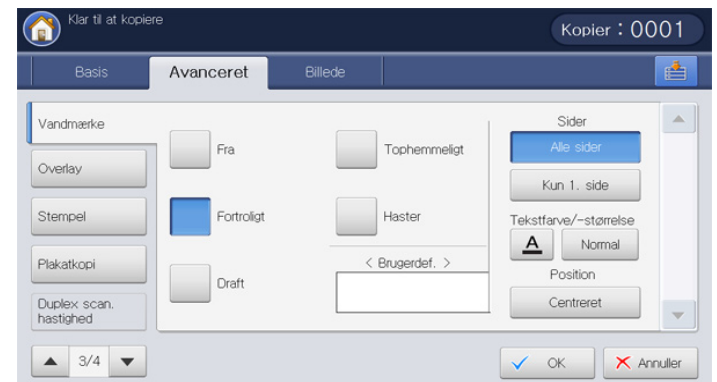 Klar til at kopiere
Kopier : 0001
Basis
Avanceret
Billede
Vandmærke
Overlay
Stempel
Plakatkopi
Duplex scan.
hastighed
3/4
Fra
Tophemmeligt
Fortroligt
Haster
Draft
< Brugerdef. >
Sider
Alle sider
Kun 1. side
Tekstfarve/-størrelse
A
Normal
Position
Centreret
OK
Annuller